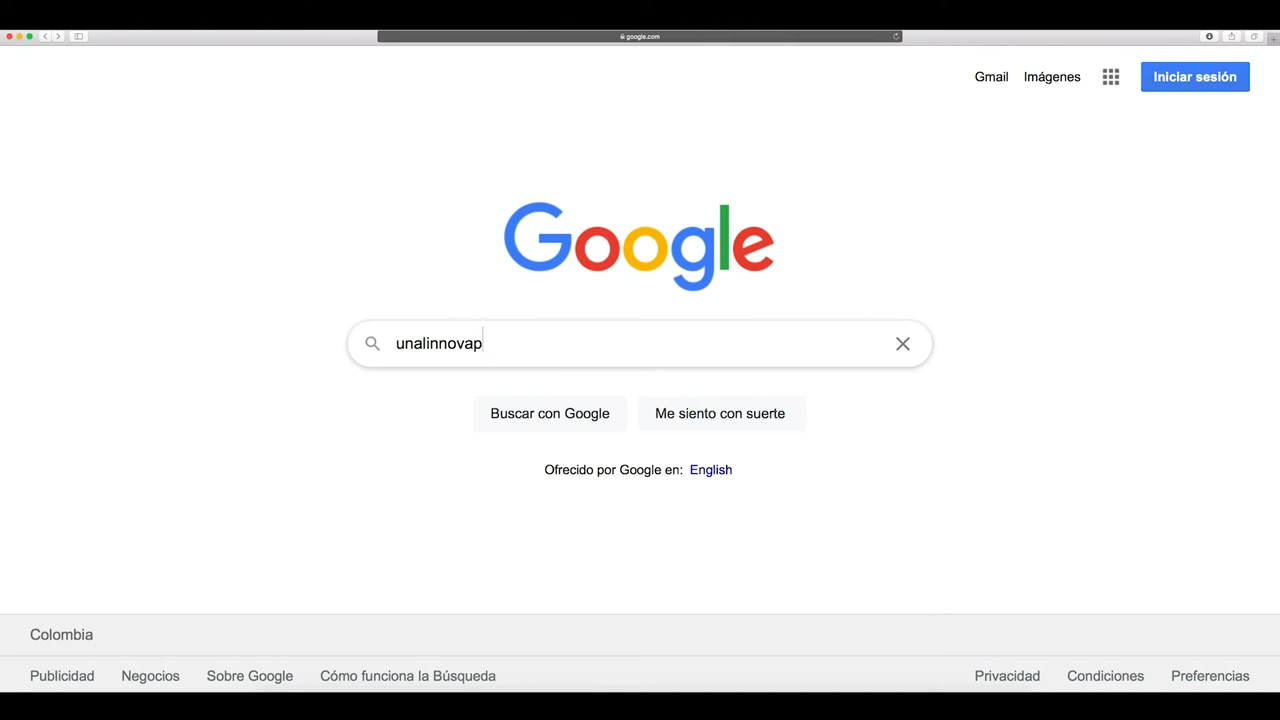 google.com
Gmail Imágenes Iniciar sesión
Google
unalinnovap
Buscar con Google Me siento con suerte
Ofrecido por Google en: English
Colombia
Publicidad Negocios Sobre Google Cómo funciona la Búsqueda Privacidad Condiciones Preferencias